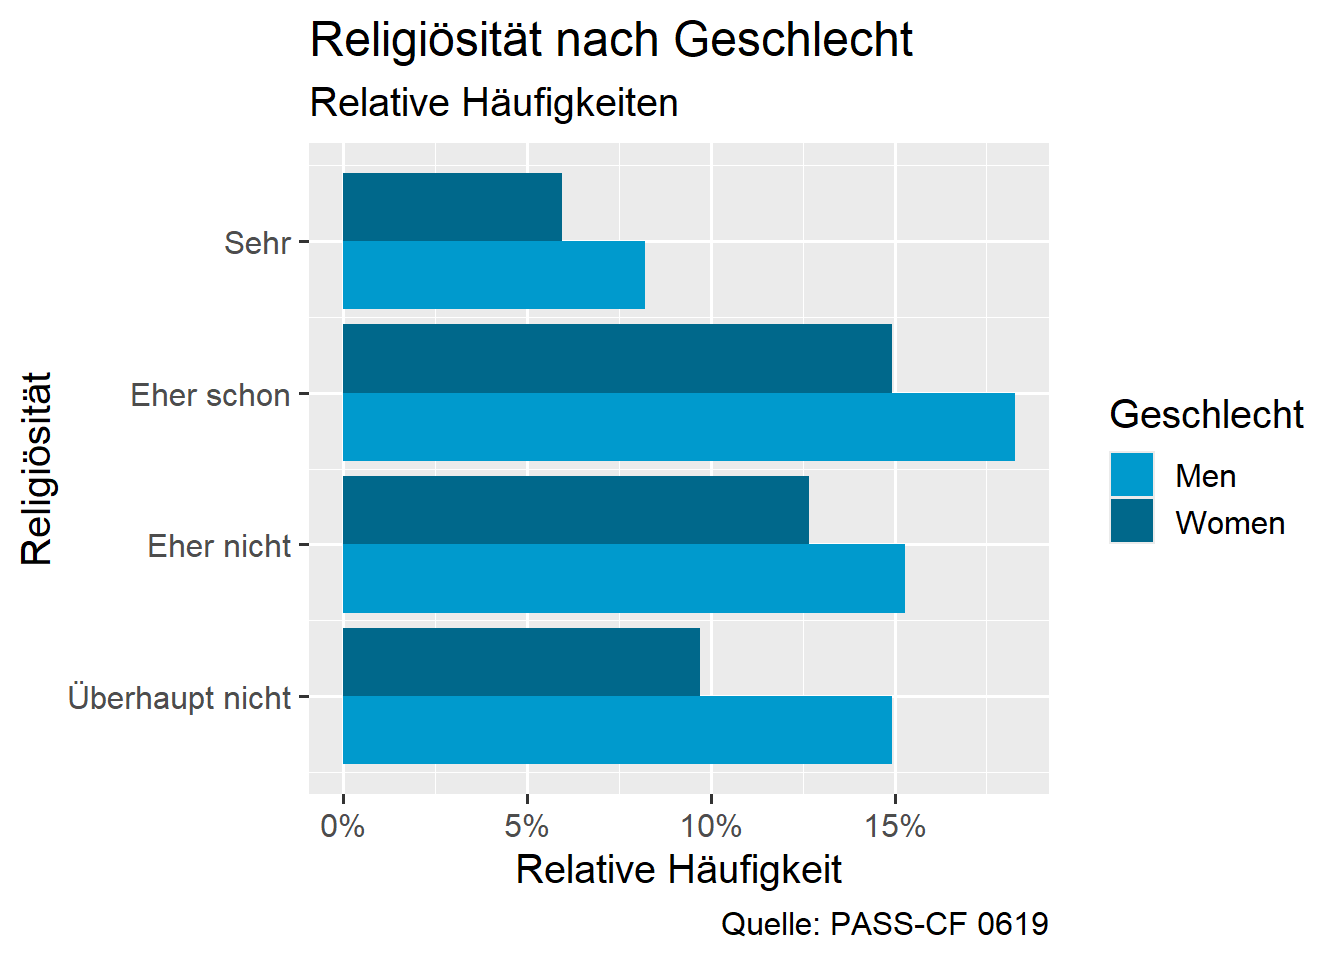 Religiösität nach Geschlecht
Relative Häufigkeiten
Religiösität
Sehr
Eher schon
Eher nicht
Überhaupt nicht
0%
5%
10%
15%
Relative Häufigkeit
Geschlecht
Men
Women
Quelle: PASS-CF 0619